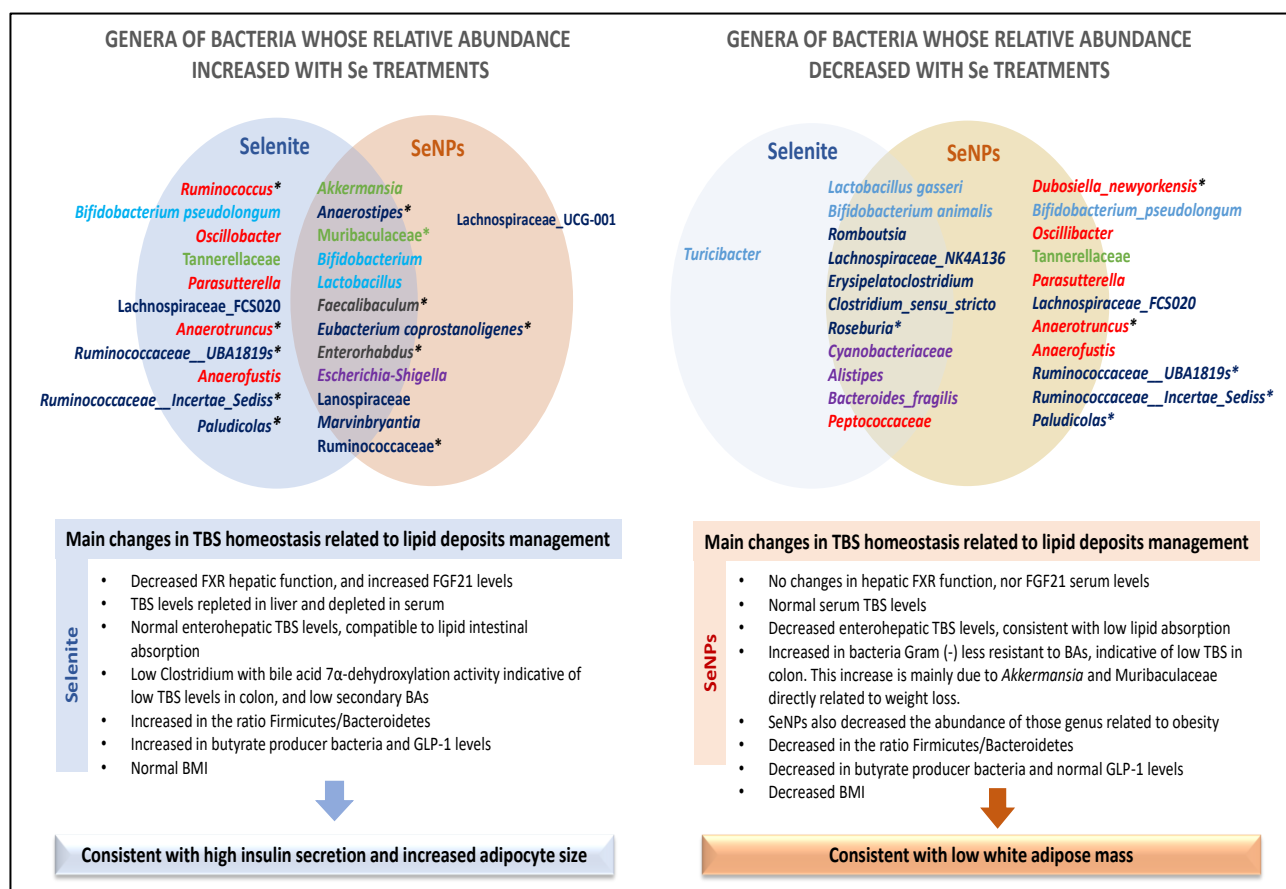 GENERA OF BACTERIA WHOSE RELATIVE ABUNDANCE
INCREASED WITH Se TREATMENTS
Selenite
SeNPs
Ruminococcus*
Bifidobacterium pseudolongum
Oscillobacter
Tannerellaceae
Parasutterella
Lachnospiraceae_FCS020
Anaerotruncus*
Ruminococcaceae__UBA1819s*
Anaerofustis
Ruminococcaceae__Incertae_Sediss*
Paludicolas*
Akkermansia
Anaerostipes*
Muribaculaceae*
Bifidobacterium
Lactobacillus
Faecalibaculum*
Eubacterium coprostanoligenes*
Enterorhabdus*
Escherichia-Shigella
Lanospiraceae
Marvinbryantia
Ruminococcaceae*
Lachnospiraceae_UCG-001
GENERA OF BACTERIA WHOSE RELATIVE ABUNDANCE
DECREASED WITH Se TREATMENTS
Selenite
SeNPs
Turicibacter
Lactobacillus gasseri
Bifidobacterium animalis
Romboutsia
Lachnospiraceae_NK4A136
Erysipelatoclostridium
Clostridium_sensu_stricto
Roseburia*
Cyanobacteriaceae
Alistipes
Bacteroides_fragilis
Peptococcaceae
Dubosiella_newyorkensis*
Bifidobacterium_pseudolongum
Oscillibacter
Tannerellaceae
Parasutterella
Lachnospiraceae_FCS020
Anaerotruncus*
Anaerofustis
Ruminococcaceae__UBA1819s*
Ruminococcaceae__Incertae_Sediss*
Paludicolas*
Main changes in TBS homeostasis related to lipid deposits management
Selenite
• Decreased FXR hepatic function, and increased FGF21 levels
• TBS levels repleted in liver and depleted in serum
• Normal enterohepatic TBS levels, compatible to lipid intestinal
absorption
• Low Clostridium with bile acid 7α-dehydroxylation activity indicative of
low TBS levels in colon, and low secondary BAs
• Increased in the ratio Firmicutes/Bacteroidetes
• Increased in butyrate producer bacteria and GLP-1 levels
• Normal BMI
Consistent with high insulin secretion and increased adipocyte size
Main changes in TBS homeostasis related to lipid deposits management
SeNPs
• No changes in hepatic FXR function, nor FGF21 serum levels
• Normal serum TBS levels
• Decreased enterohepatic TBS levels, consistent with low lipid absorption
• Increased in bacteria Gram (-) less resistant to BAs, indicative of low TBS in
colon. This increase is mainly due to Akkermansia and Muribaculaceae
directly related to weight loss.
• SeNPs also decreased the abundance of those genus related to obesity
• Decreased in the ratio Firmicutes/Bacteroidetes
• Decreased in butyrate producer bacteria and normal GLP-1 levels
• Decreased BMI
Consistent with low white adipose mass